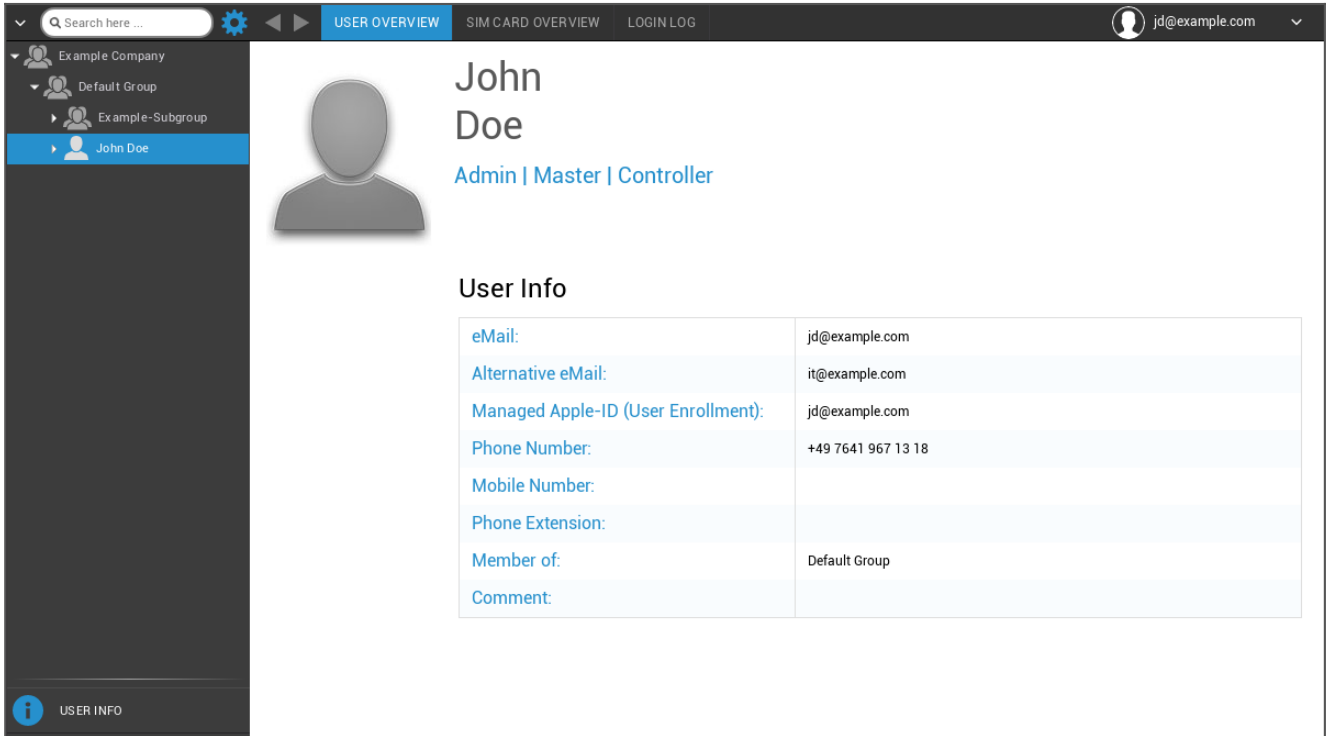 Search here ...
USER OVERVIEW
SIM CARD OVERVIEW
LOGIN LOG
jd@example.com
Example Company
Default Group
Example-Subgroup
John Doe
USER INFO
John
Doe
Admin | Master | Controller
User Info
eMail: jd@example.com
Alternative eMail: it@example.com
Managed Apple-ID (User Enrollment): jd@example.com
Phone Number: +49 7641 967 13 18
Mobile Number:
Phone Extension:
Member of: Default Group
Comment: